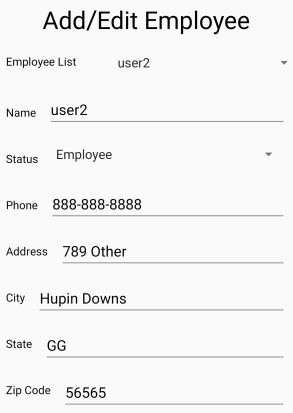 Add/Edit Employee
Employee List user2
Name user2
Status Employee
Phone 888-888-8888
Address 789 Other
City Hupin Downs
State GG
Zip Code 56565